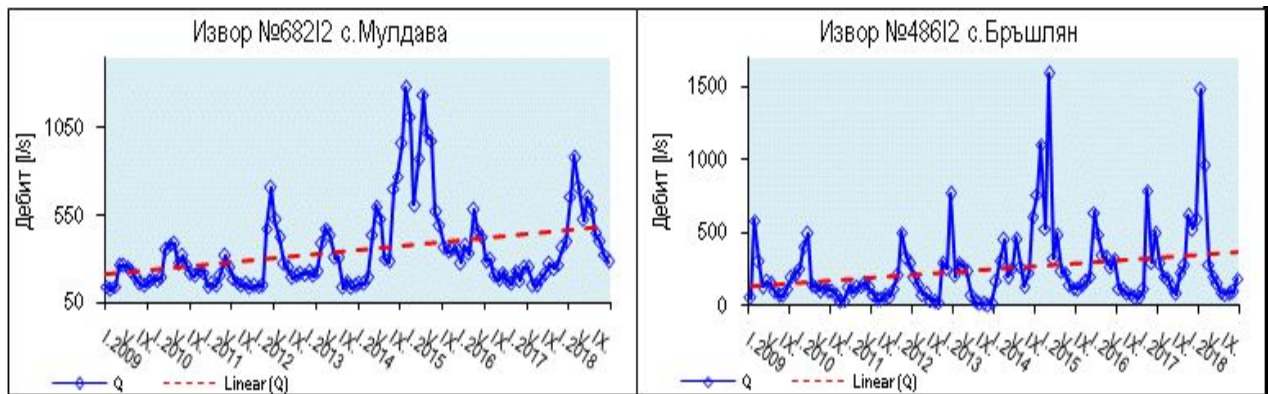 Извор №682I2 с.Мулдава
Дебит [l/s]
1050
550
50
I.2009 IX. I.2010 IX. I.2011 IX. I.2012 IX. I.2013 IX. I.2014 IX. I.2015 IX. I.2016 IX. I.2017 IX. I.2018 IX.
Q Linear (Q)
Извор №486I2 с.Бръшлян
Дебит [l/s]
1500
1000
500
0
I.2009 IX. I.2010 IX. I.2011 IX. I.2012 IX. I.2013 IX. I.2014 IX. I.2015 IX. I.2016 IX. I.2017 IX. I.2018 IX.
Q Linear (Q)